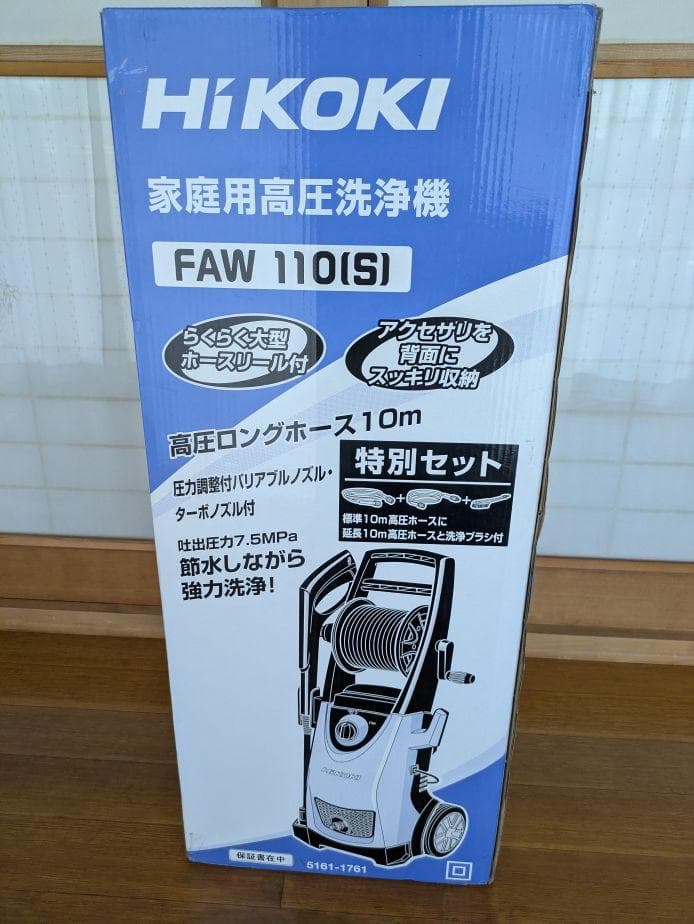 HiKOKI
家庭用高圧洗浄機
FAW 110(S)
らくらく大型
ホースリール付
アクセサリを
背面に
スッキリ収納
高圧ロングホース10m
圧力調整付バリアブルノズル・
ターボノズル付
特別セット
標準10m高圧ホースに
延長10m高圧ホースと洗浄ブラシ付
吐出圧力7.5MPa
節水しながら
強力洗浄!
HiKOKI
保証書在中
5161-1761